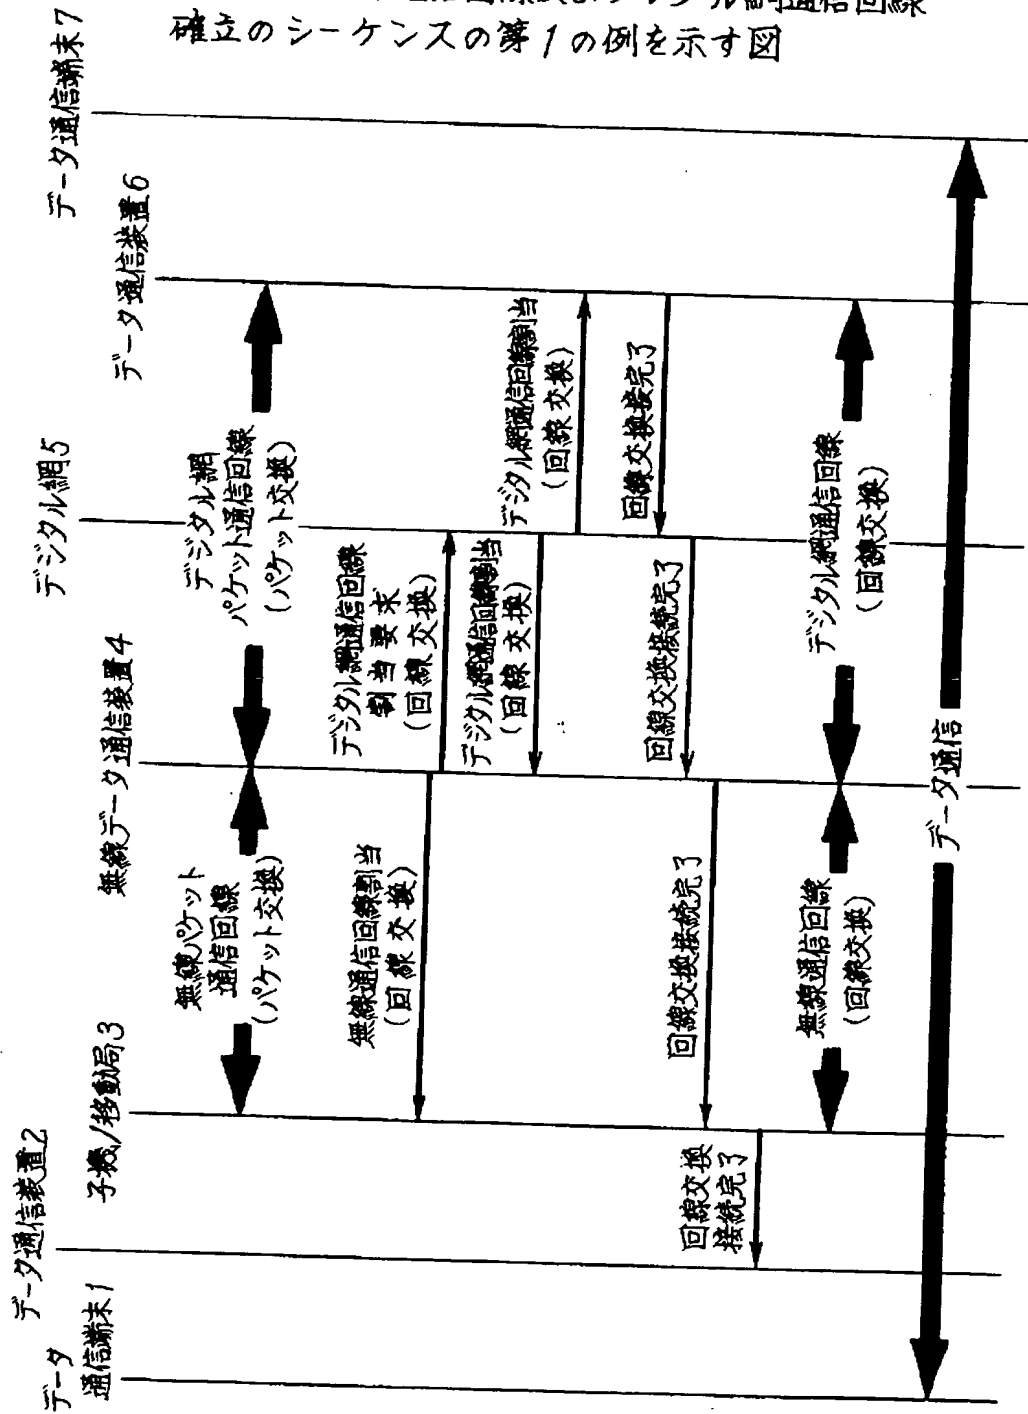 通信回線
確立のシーケンスの第1の例を示す図
データ
通信端末1
データ通信装置2
子機/移動局3
無線データ通信装置4
デジタル網5
データ通信装置6
データ通信端末7
無線パケット
通信回線
(パケット交換)
デジタル網
パケット通信回線
(パケット交換)
無線通信回線割当
(回線交換)
デジタル網通信回線
割当要求
(回線交換)
デジタル網通信回線割当
(回線交換)
デジタル網通信回線割当
(回線交換)
回線交換接完了
回線交換接続完了
回線交換接続完了
回線交換
接続完了
無線通信回線
(回線交換)
デジタル網通信回線
(回線交換)
データ通信